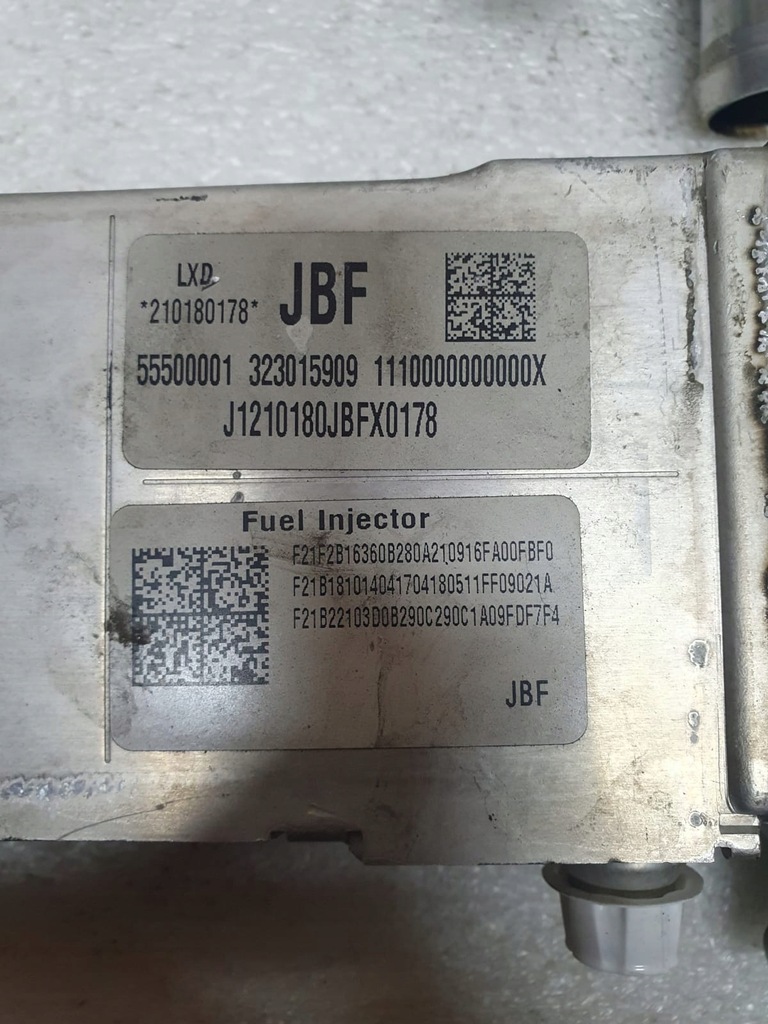 LXD
JBF
*210180178*
55500001 323015909 1110000000000X
J1210180JBFX0178
Fuel Injector
F21F2B16360B280A210916FA00FBF0
F21B18101404170418051​1FF09021A
F21B22103D0B290C290C1A09FDF7F4
JBF